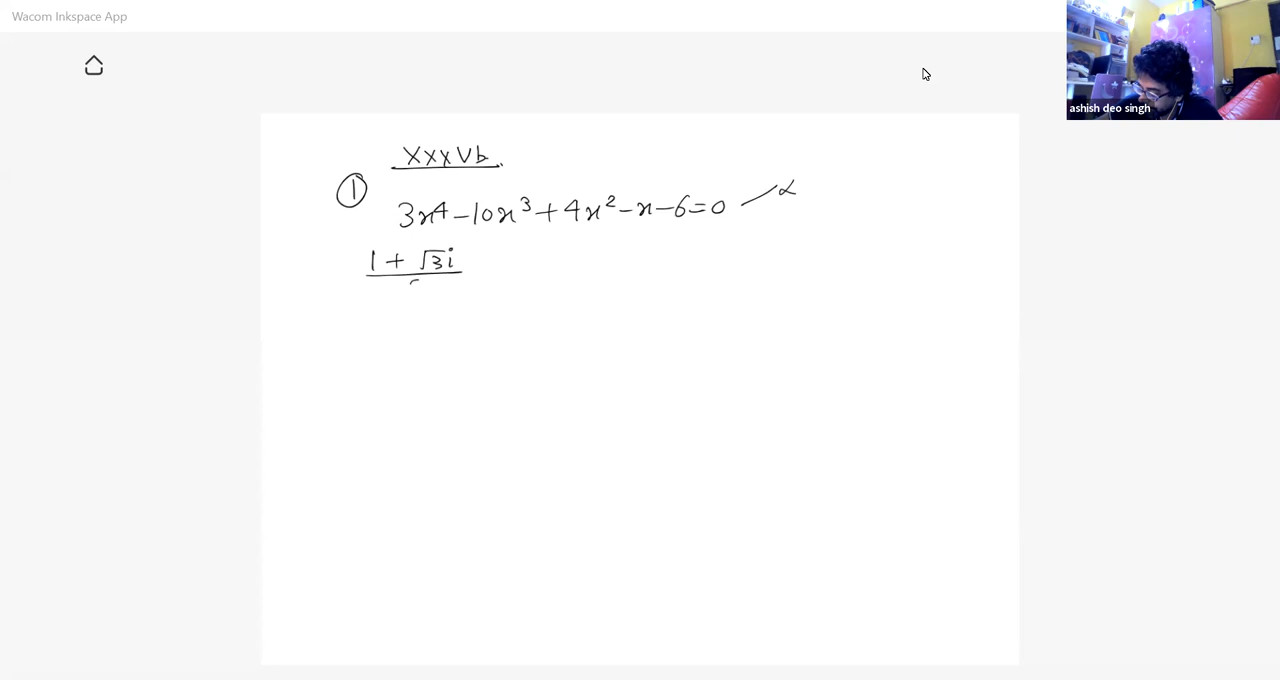 Wacom Inkspace App
ashish deo singh
XxxVb.
① 3x⁴-10x³+4x²-x-6=0 α
1 + √3i